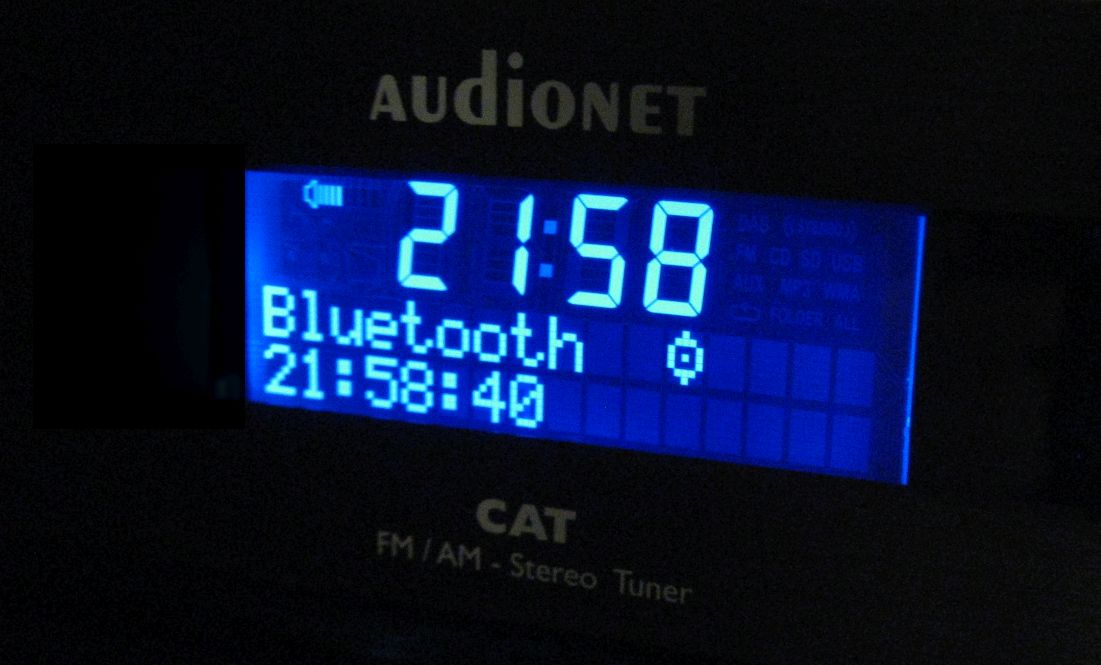 AUdioNET
21:58
Bluetooth
21:58:40
CAT
FM / AM - Stereo Tuner